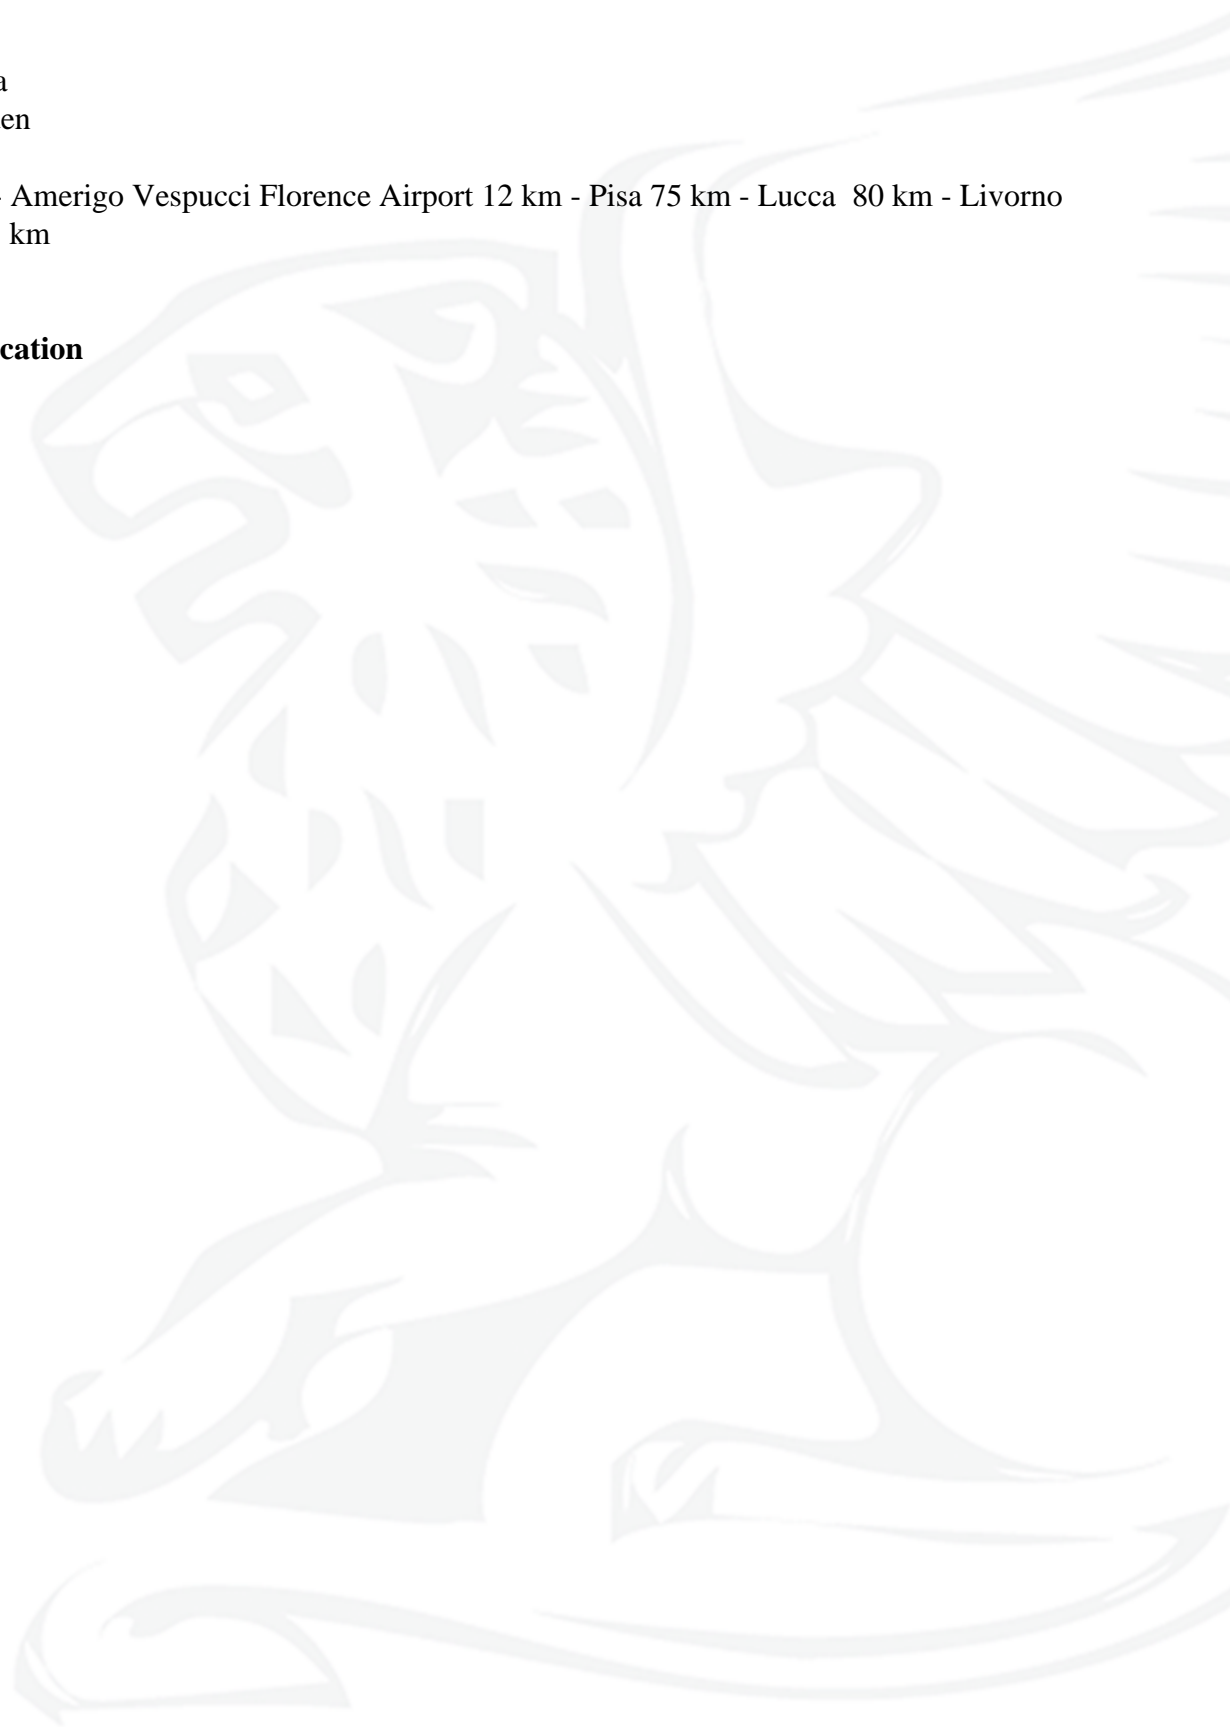 a
en
- Amerigo Vespucci Florence Airport 12 km - Pisa 75 km - Lucca  80 km - Livorno
km
cation